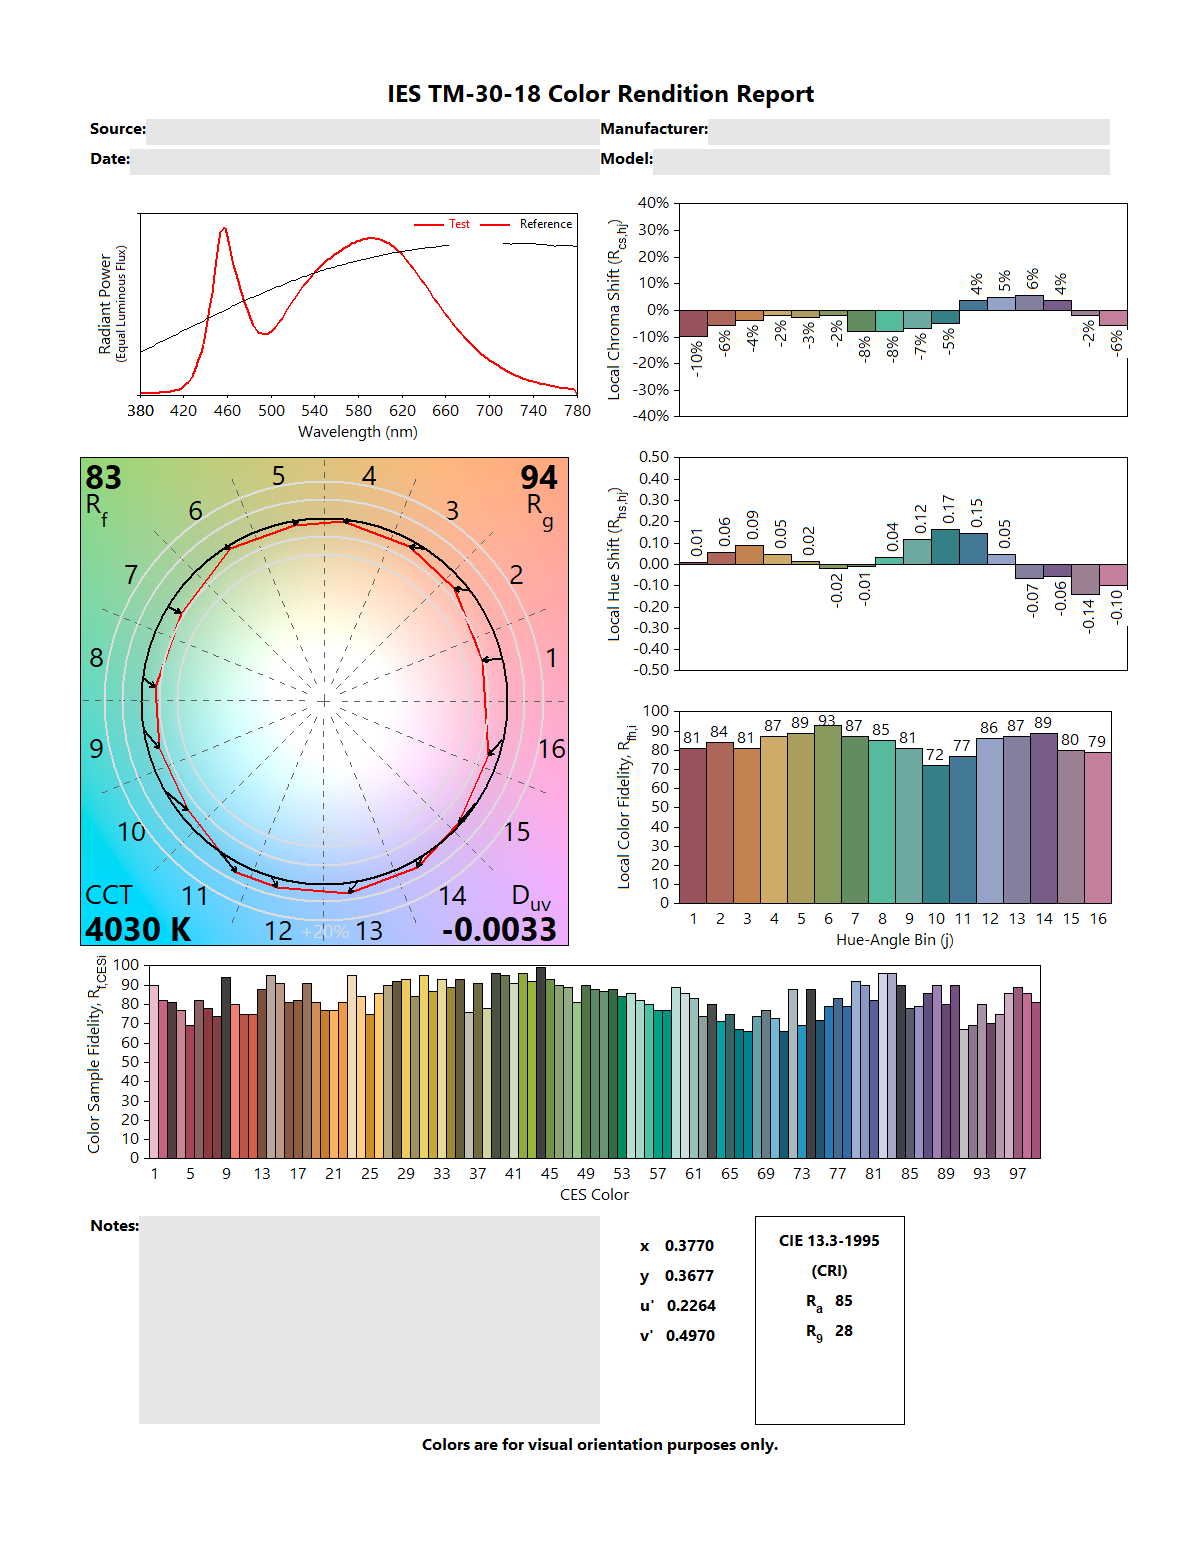 IES TM-30-18 Color Rendition Report
Source: Manufacturer:
Date: Model:
Test Reference
Radiant Power
(Equal Luminous Flux)
380 420 460 500 540 580 620 660 700 740 780
Wavelength (nm)
40%
30%
20%
10%
0%
-10%
-20%
-30%
-40%
Local Chroma Shift (Rcs,hj)
-10% -6% -4% -2% -3% -2% -8% -8% -7% -5% 4% 5% 6% 4% -2% -6%
83
Rf
94
Rg
5 4
6 3
7 2
8 1
9 16
10 15
11 14
12 13
+20%
CCT
4030 K
Duv
-0.0033
0.50
0.40
0.30
0.20
0.10
0.00
-0.10
-0.20
-0.30
-0.40
-0.50
Local Hue Shift (Rhs,hj)
0.01 0.06 0.09 0.05 0.02 -0.02 -0.01 0.04 0.12 0.17 0.15 0.05 -0.07 -0.06 -0.14 -0.10
100
90
80
70
60
50
40
30
20
10
0
Local Color Fidelity, Rfh,i
81 84 81 87 89 93 87 85 81 72 77 86 87 89 80 79
1 2 3 4 5 6 7 8 9 10 11 12 13 14 15 16
Hue-Angle Bin (j)
100
90
80
70
60
50
40
30
20
10
0
Color Sample Fidelity, Rf,CESi
1 5 9 13 17 21 25 29 33 37 41 45 49 53 57 61 65 69 73 77 81 85 89 93 97
CES Color
Notes:
x 0.3770
y 0.3677
u' 0.2264
v' 0.4970
CIE 13.3-1995
(CRI)
Ra 85
R9 28
Colors are for visual orientation purposes only.